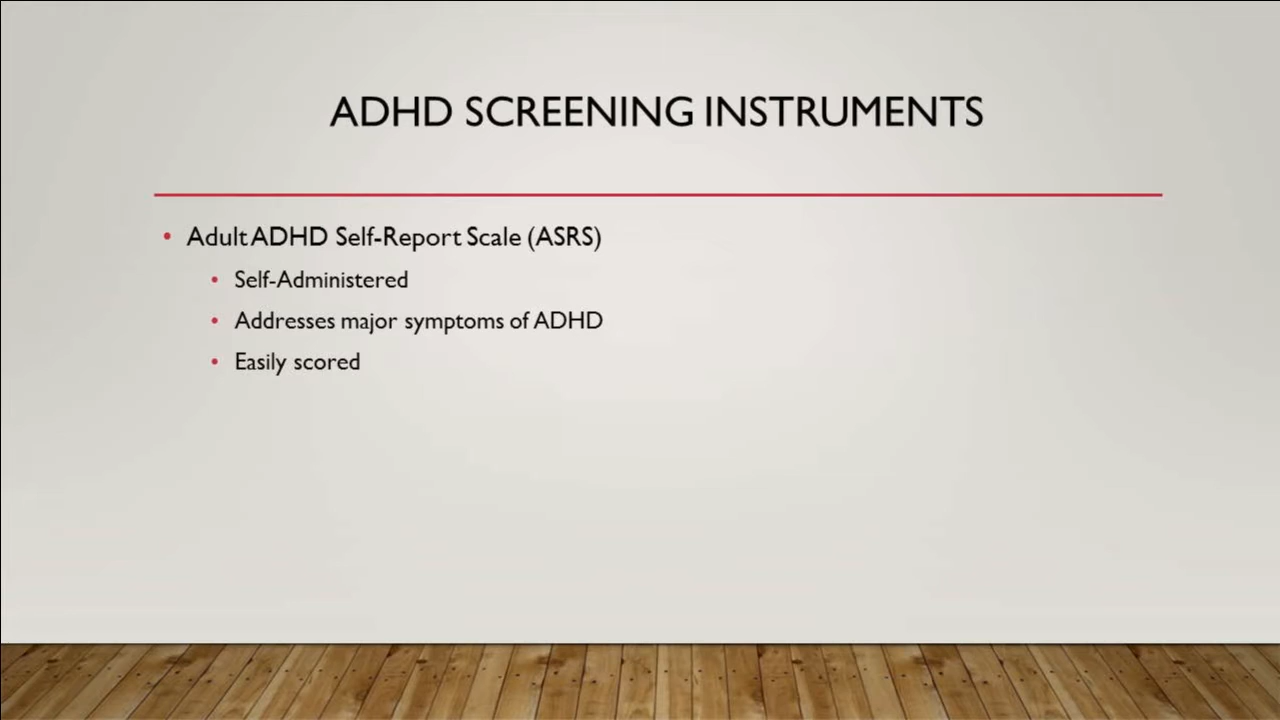 ADHD SCREENING INSTRUMENTS
• Adult ADHD Self-Report Scale (ASRS)
• Self-Administered
• Addresses major symptoms of ADHD
• Easily scored